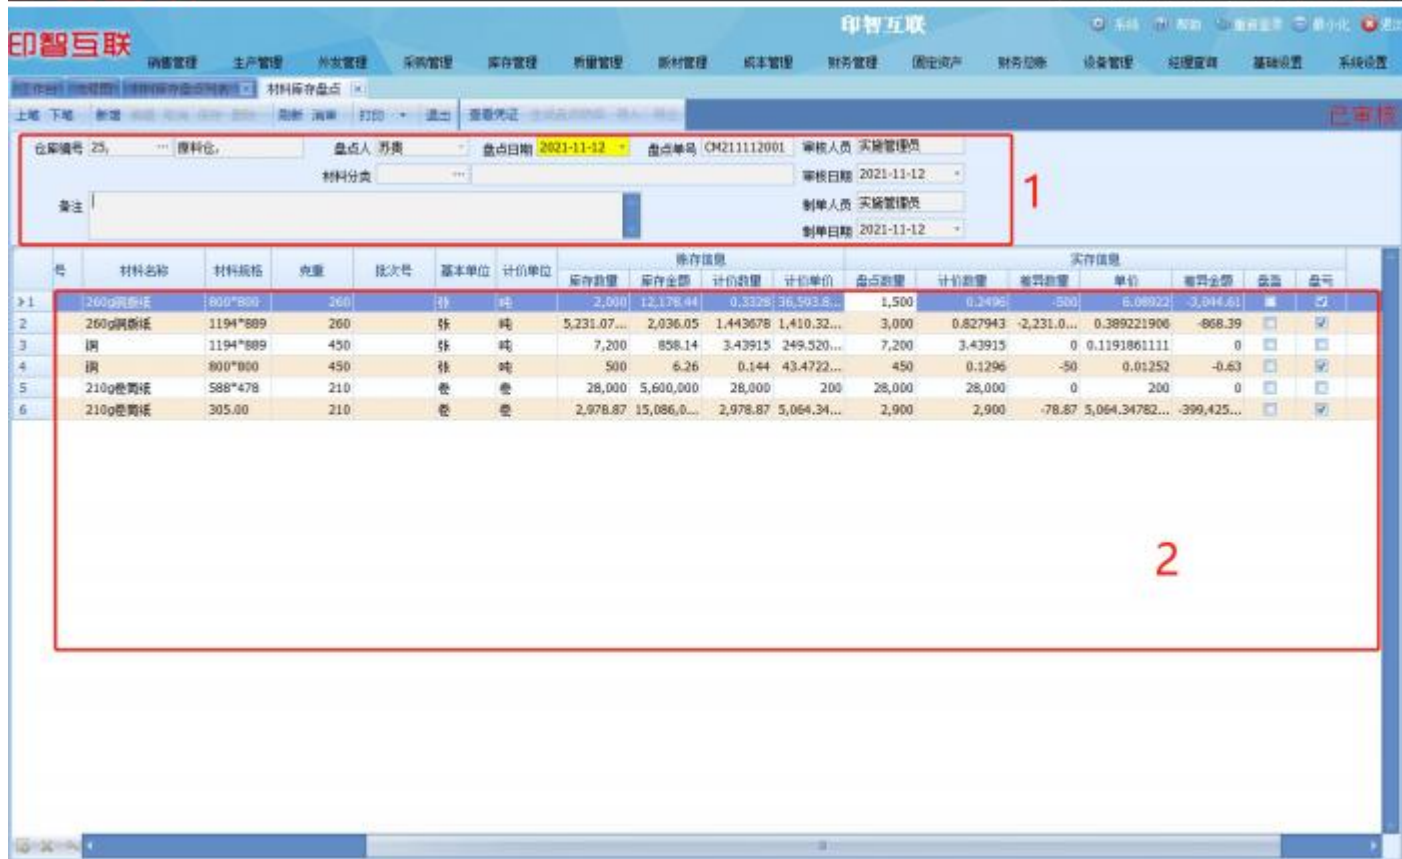 印智互联
印智互联 系统 帮助 重新登录 最小化 退出
销售管理 生产管理 外发管理 采购管理 库存管理 质量管理 版材管理 成本管理 财务管理 固定资产 财务总账 设备管理 经理查询 基础设置 系统设置
材料库存盘点
上笔 下笔 新增 刷新 消审 打印 退出 查看凭证
已审核
仓库编号 25, ... 原料仓, 盘点人 苏贵 盘点日期 2021-11-12 盘点单号 CM211112001 审核人员 实施管理员
材料分类 ... 审核日期 2021-11-12
备注 制单人员 实施管理员
制单日期 2021-11-12
1
账存信息 实存信息
号 材料名称 材料规格 克重 批次号 基本单位 计价单位 库存数量 库存金额 计价数量 计价单价 盘点数量 计价数量 差异数量 单价 差异金额 盘盈 盘亏
1 260g铜版纸 800*800 260 张 吨 2,000 12,178.44 0.3328 36,593.8... 1,500 0.2496 -500 6.08922 -3,044.61
2 260g铜版纸 1194*889 260 张 吨 5,231.07... 2,036.05 1.443678 1,410.32... 3,000 0.827943 -2,231.0... 0.389221906 -868.39
3 铜 1194*889 450 张 吨 7,200 858.14 3.43915 249.520... 7,200 3.43915 0 0.1191861111 0
4 铜 800*800 450 张 吨 500 6.26 0.144 43.4722... 450 0.1296 -50 0.01252 -0.63
5 210g卷筒纸 588*478 210 卷 卷 28,000 5,600,000 28,000 200 28,000 28,000 0 200 0
6 210g卷筒纸 305.00 210 卷 卷 2,978.87 15,086,0... 2,978.87 5,064.34... 2,900 2,900 -78.87 5,064.34782... -399,425...
2